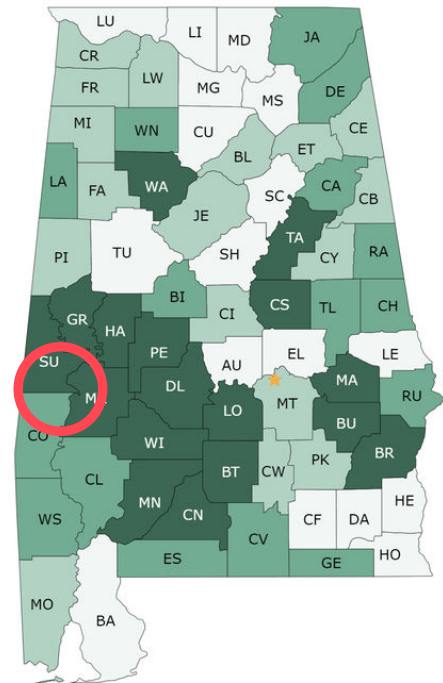 LU
LI
MD
JA
CR
LW
FR
MG
MS
DE
MI
WN
CU
BL
ET
CE
LA
FA
WA
SC
CA
CB
JE
TA
PI
TU
SH
CY
RA
BI
CS
GR
HA
CI
TL
CH
PE
SU
AU
EL
LE
MA
DL
LO
MT
RU
CO
BU
WI
BR
CL
BT
CW
PK
MN
CN
HE
WS
CV
CF
DA
ES
GE
HO
MO
BA